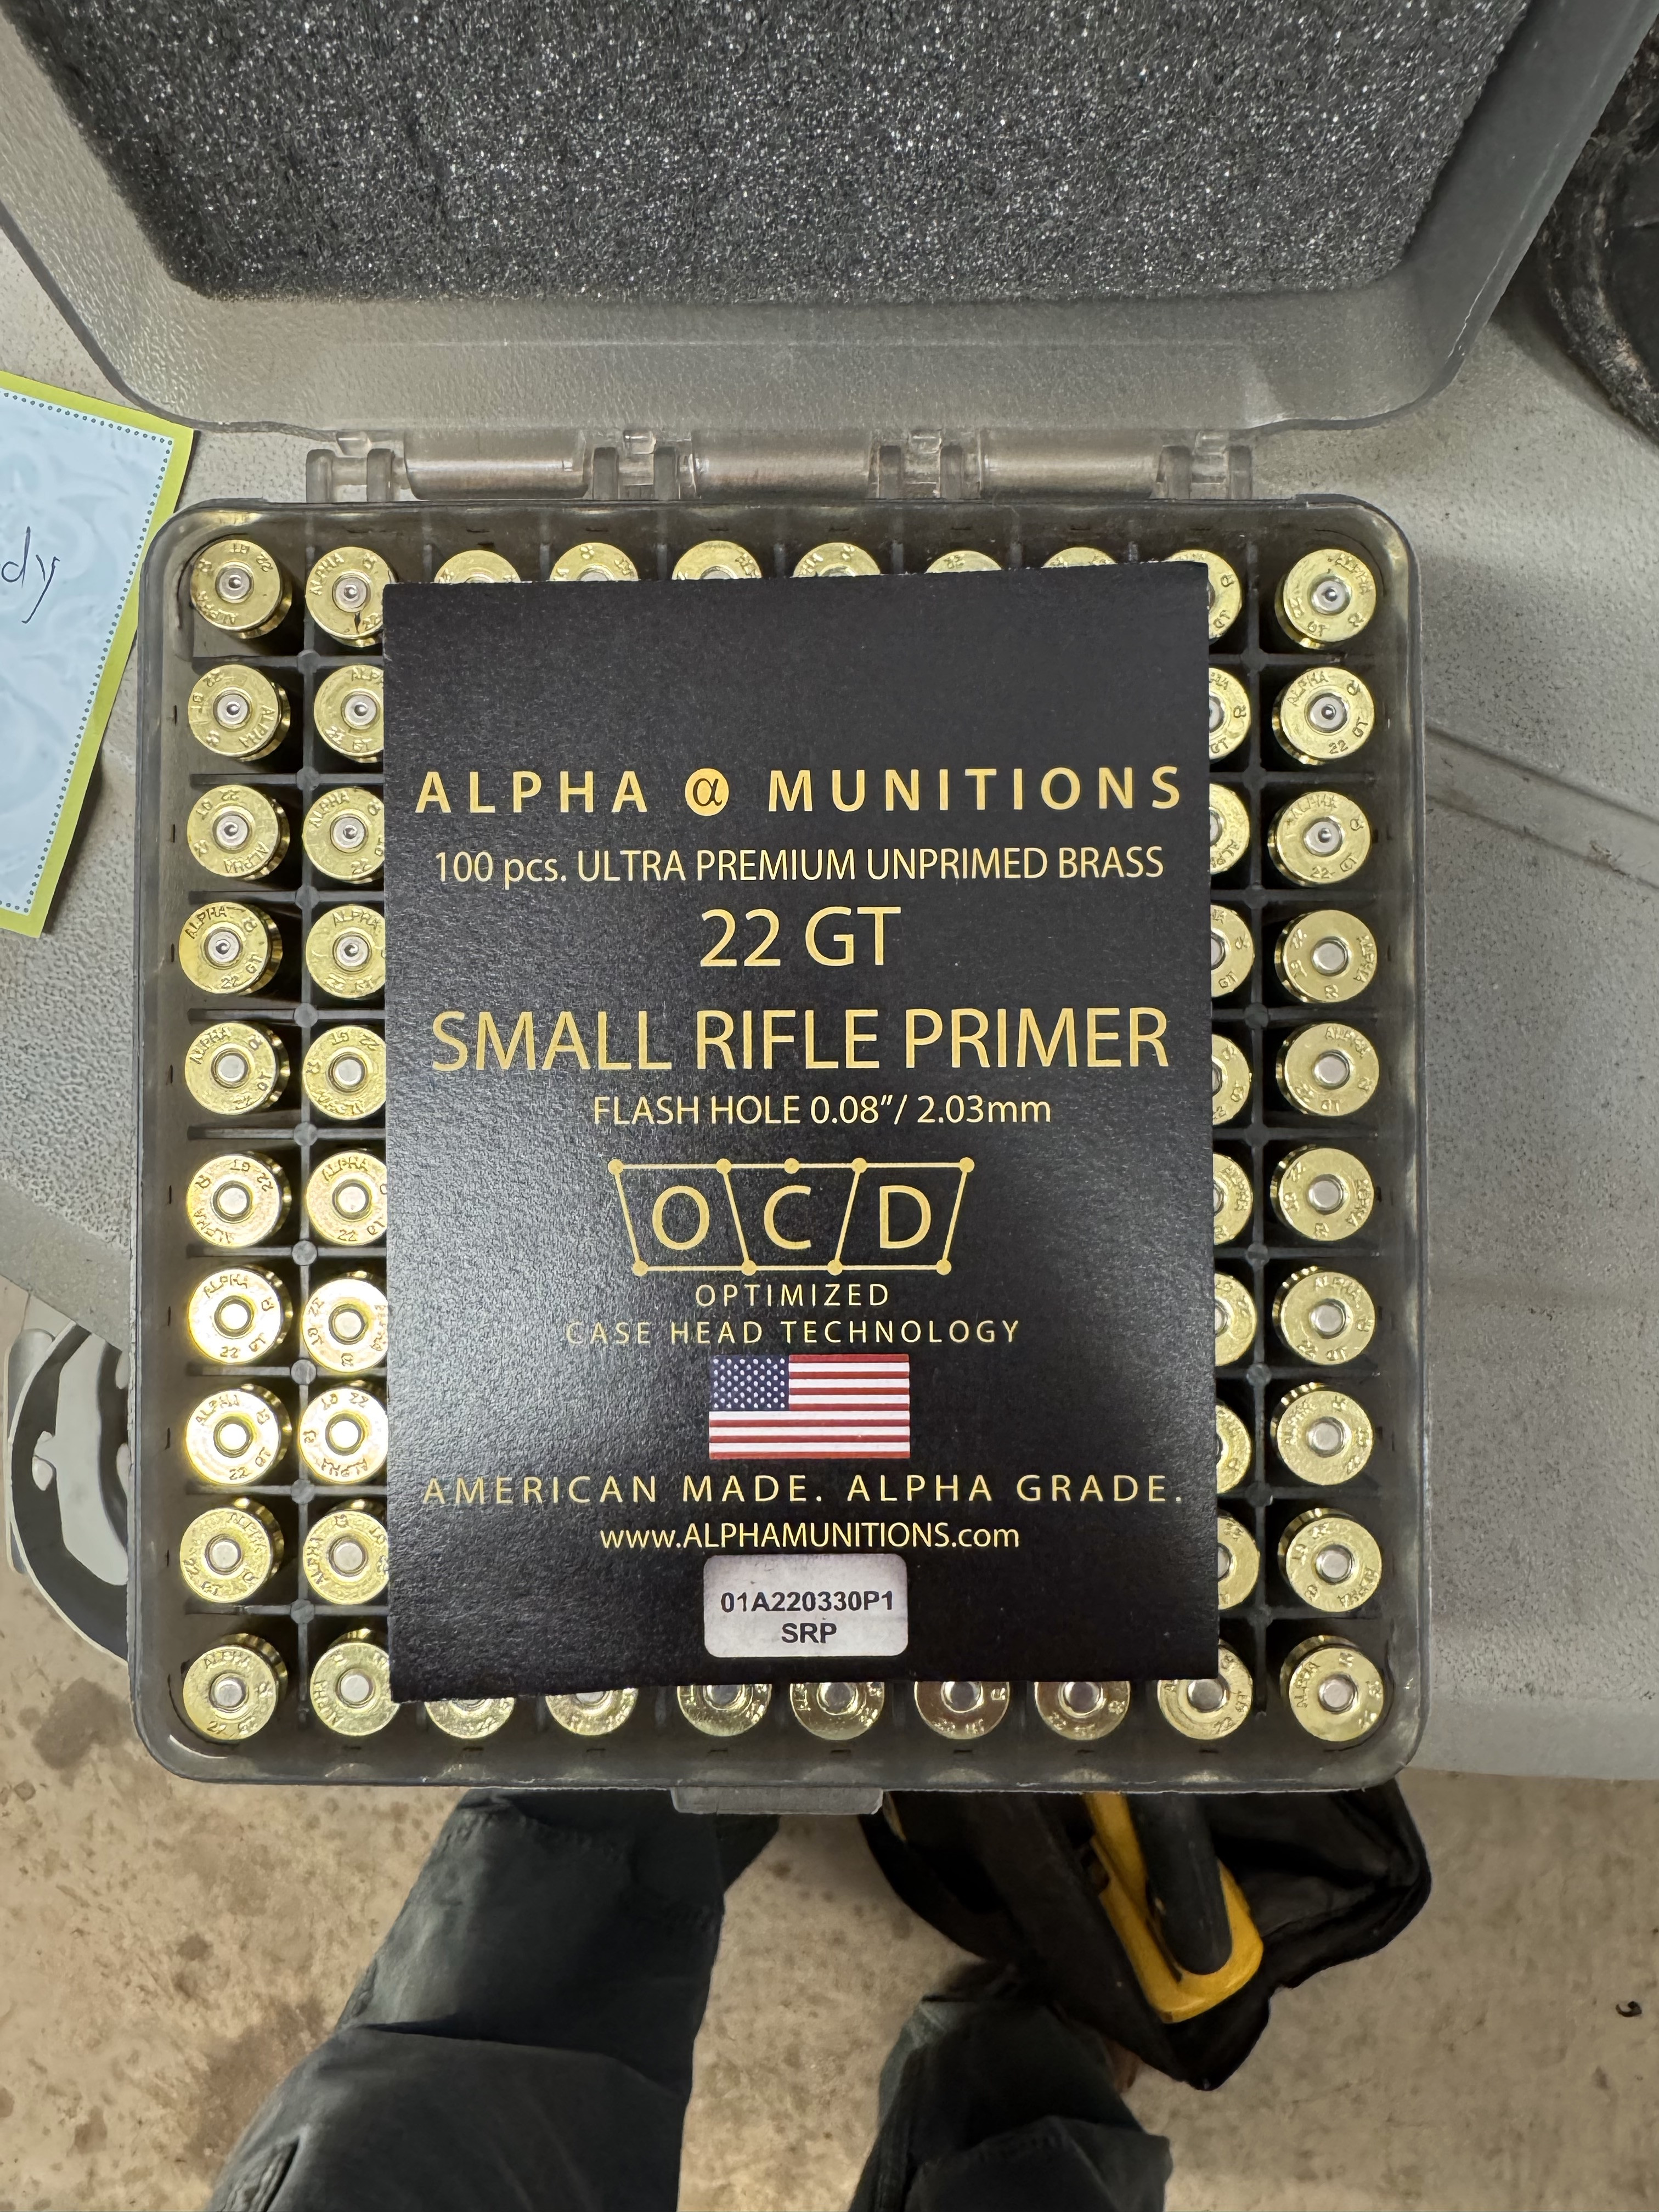 dy
ALPHA α MUNITIONS
100 pcs. ULTRA PREMIUM UNPRIMED BRASS
22 GT
SMALL RIFLE PRIMER
FLASH HOLE 0.08"/ 2.03mm
OCD
OPTIMIZED
CASE HEAD TECHNOLOGY
AMERICAN MADE. ALPHA GRADE.
www.ALPHAMUNITIONS.com
01A220330P1
SRP